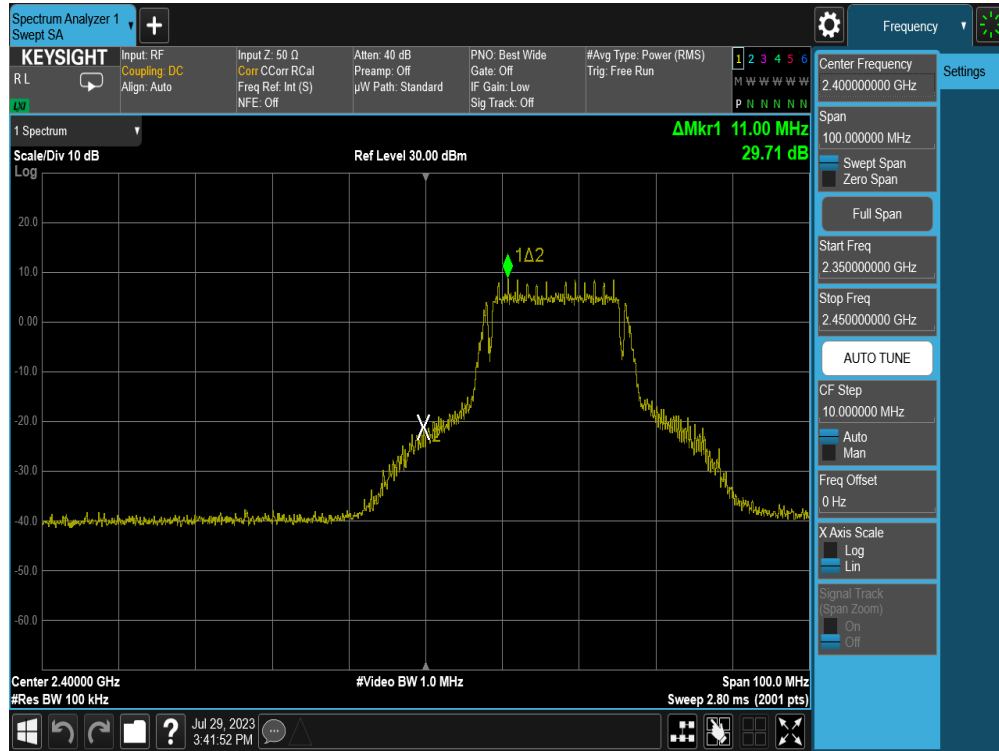 Spectrum Analyzer 1
Swept SA
+
Frequency
KEYSIGHT
R L
LXI
Input: RF
Coupling: DC
Align: Auto
Input Z: 50 Ω
Corr CCorr RCal
Freq Ref: Int (S)
NFE: Off
Atten: 40 dB
Preamp: Off
µW Path: Standard
PNO: Best Wide
Gate: Off
IF Gain: Low
Sig Track: Off
#Avg Type: Power (RMS)
Trig: Free Run
1 2 3 4 5 6
M W W W W W
P N N N N N
1 Spectrum
Scale/Div 10 dB
Log
Ref Level 30.00 dBm
ΔMkr1 11.00 MHz
29.71 dB
1Δ2
20.0
10.0
0.00
-10.0
-20.0
-30.0
-40.0
-50.0
-60.0
X
2
Center 2.40000 GHz
#Res BW 100 kHz
#Video BW 1.0 MHz
Span 100.0 MHz
Sweep 2.80 ms (2001 pts)
Center Frequency
2.400000000 GHz
Settings
Span
100.000000 MHz
Swept Span
Zero Span
Full Span
Start Freq
2.350000000 GHz
Stop Freq
2.450000000 GHz
AUTO TUNE
CF Step
10.000000 MHz
Auto
Man
Freq Offset
0 Hz
X Axis Scale
Log
Lin
Signal Track
(Span Zoom)
On
Off
?
Jul 29, 2023
3:41:52 PM